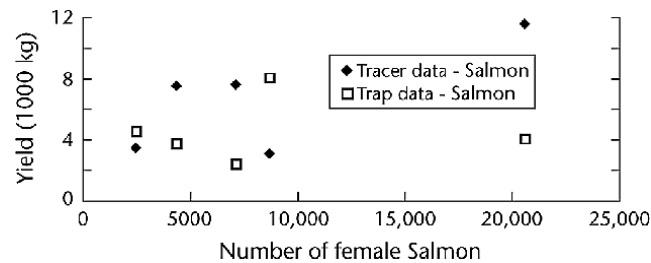 12
8
4
0
Yield (1000 kg)
Tracer data - Salmon
Trap data - Salmon
0 5000 10,000 15,000 20,000 25,000
Number of female Salmon